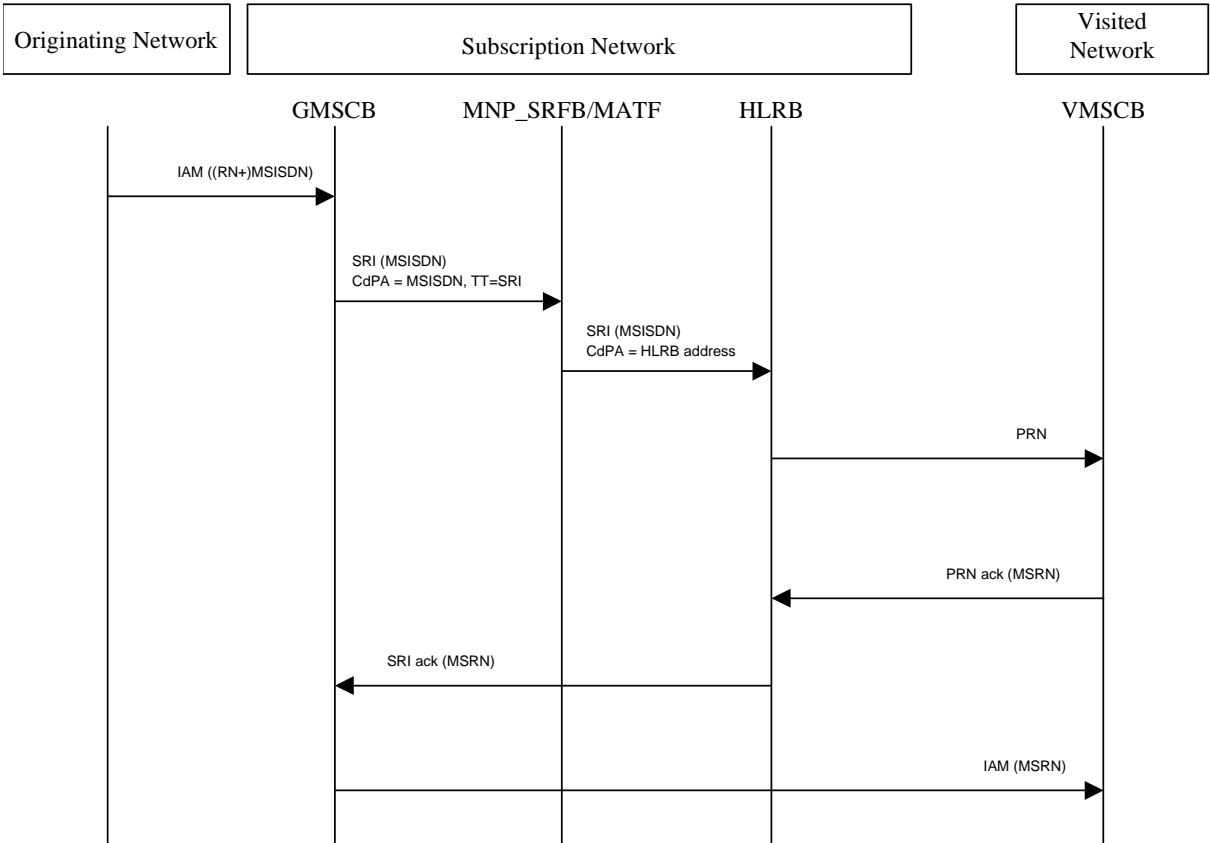 Originating Network
Subscription Network
Visited
Network
GMSCB
MNP_SRFB/MATF
HLRB
VMSCB
IAM ((RN+)MSISDN)
SRI (MSISDN)
CdPA = MSISDN, TT=SRI
SRI (MSISDN)
CdPA = HLRB address
PRN
PRN ack (MSRN)
SRI ack (MSRN)
IAM (MSRN)